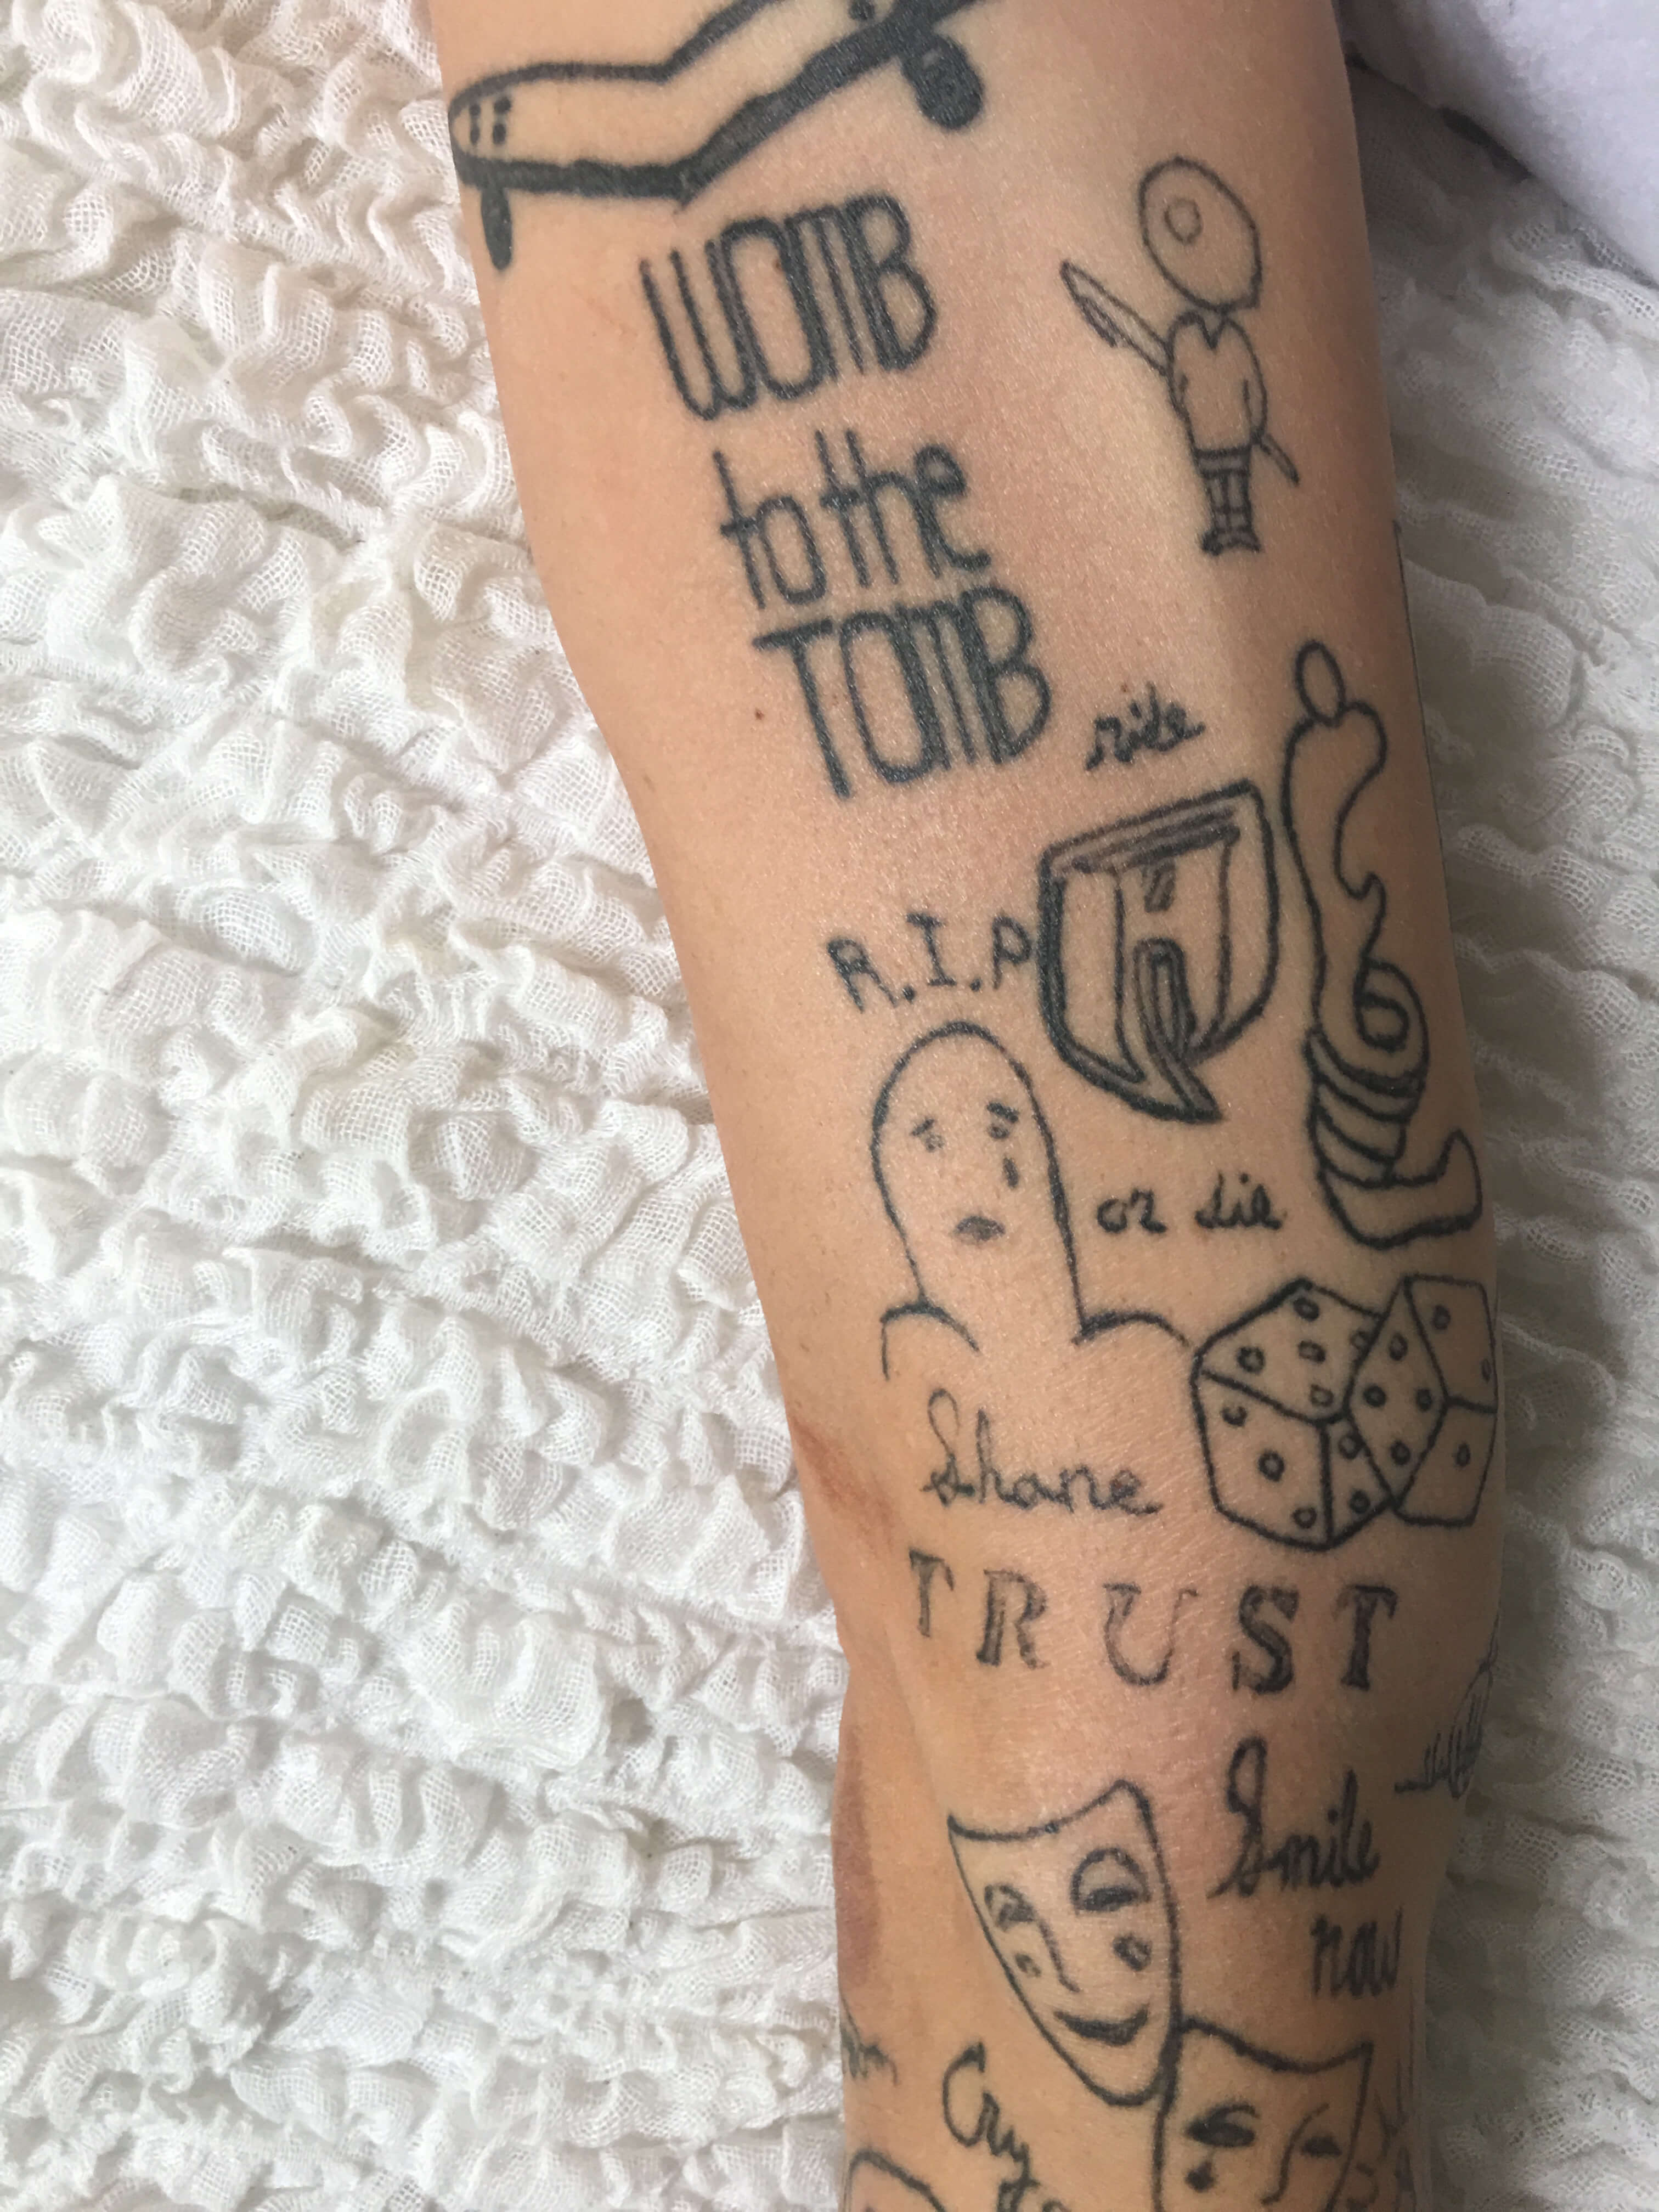 WOMB
to the
TOMB
ride
R.I.P
or die
Shane
TRUST
Smile
now
Cry